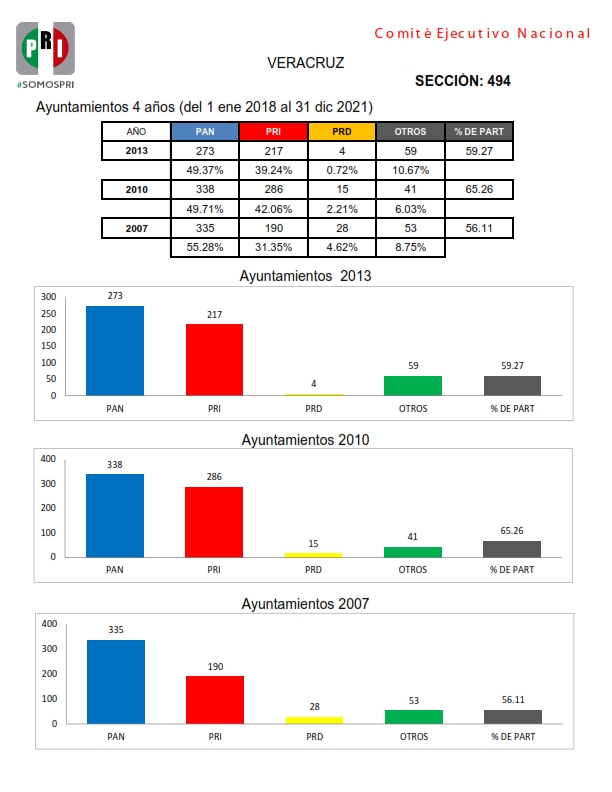 PRI
#SOMOSPRI
Comité Ejecutivo Nacional
VERACRUZ
SECCIÓN: 494
Ayuntamientos 4 años (del 1 ene 2018 al 31 dic 2021)
AÑO PAN PRI PRD OTROS % DE PART
2013 273 217 4 59 59.27
49.37% 39.24% 0.72% 10.67%
2010 338 286 15 41 65.26
49.71% 42.06% 2.21% 6.03%
2007 335 190 28 53 56.11
55.28% 31.35% 4.62% 8.75%
Ayuntamientos 2013
300
250
200
150
100
50
0
273 217 4 59 59.27
PAN PRI PRD OTROS % DE PART
Ayuntamientos 2010
400
300
200
100
0
338 286 15 41 65.26
PAN PRI PRD OTROS % DE PART
Ayuntamientos 2007
400
300
200
100
0
335 190 28 53 56.11
PAN PRI PRD OTROS % DE PART